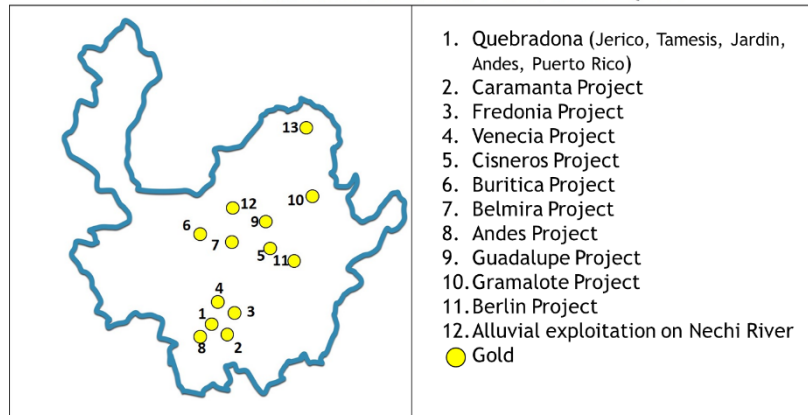 13
10
12
9
6
7
5
11
4
3
1
2
8
1. Quebradona (Jerico, Tamesis, Jardin,
Andes, Puerto Rico)
2. Caramanta Project
3. Fredonia Project
4. Venecia Project
5. Cisneros Project
6. Buritica Project
7. Belmira Project
8. Andes Project
9. Guadalupe Project
10. Gramalote Project
11. Berlin Project
12. Alluvial exploitation on Nechi River
Gold